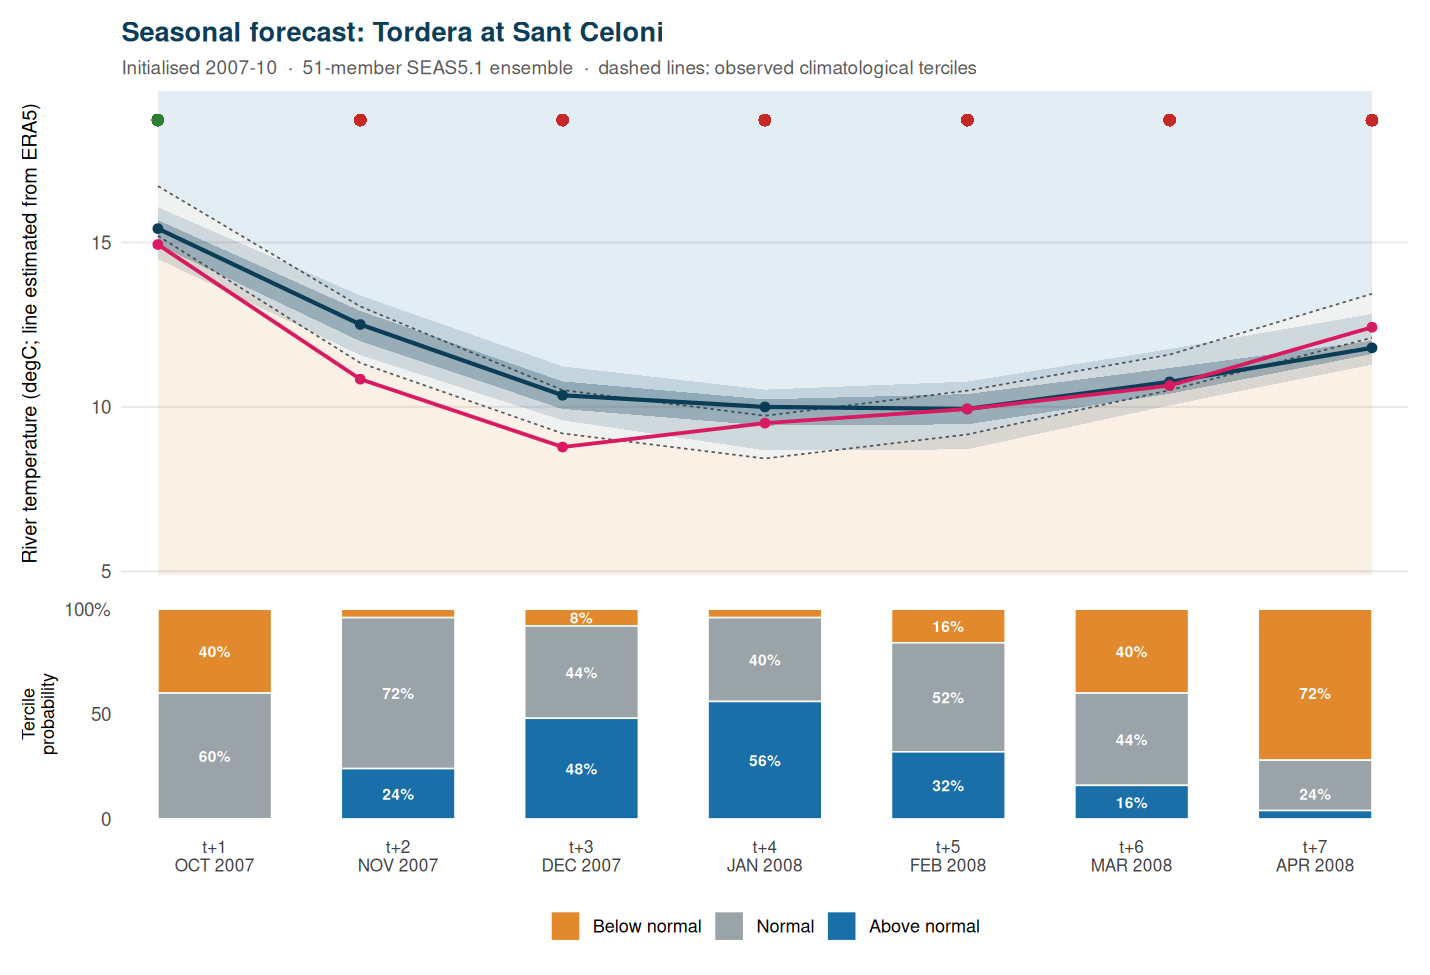 Seasonal forecast: Tordera at Sant Celoni
Initialised 2007-10 · 51-member SEAS5.1 ensemble · dashed lines: observed climatological terciles
River temperature (degC; line estimated from ERA5)
15
10
5
Tercile
probability
100%
50
0
40%
60%
72%
24%
8%
44%
48%
40%
56%
16%
52%
32%
40%
44%
16%
72%
24%
t+1
OCT 2007
t+2
NOV 2007
t+3
DEC 2007
t+4
JAN 2008
t+5
FEB 2008
t+6
MAR 2008
t+7
APR 2008
Below normal
Normal
Above normal